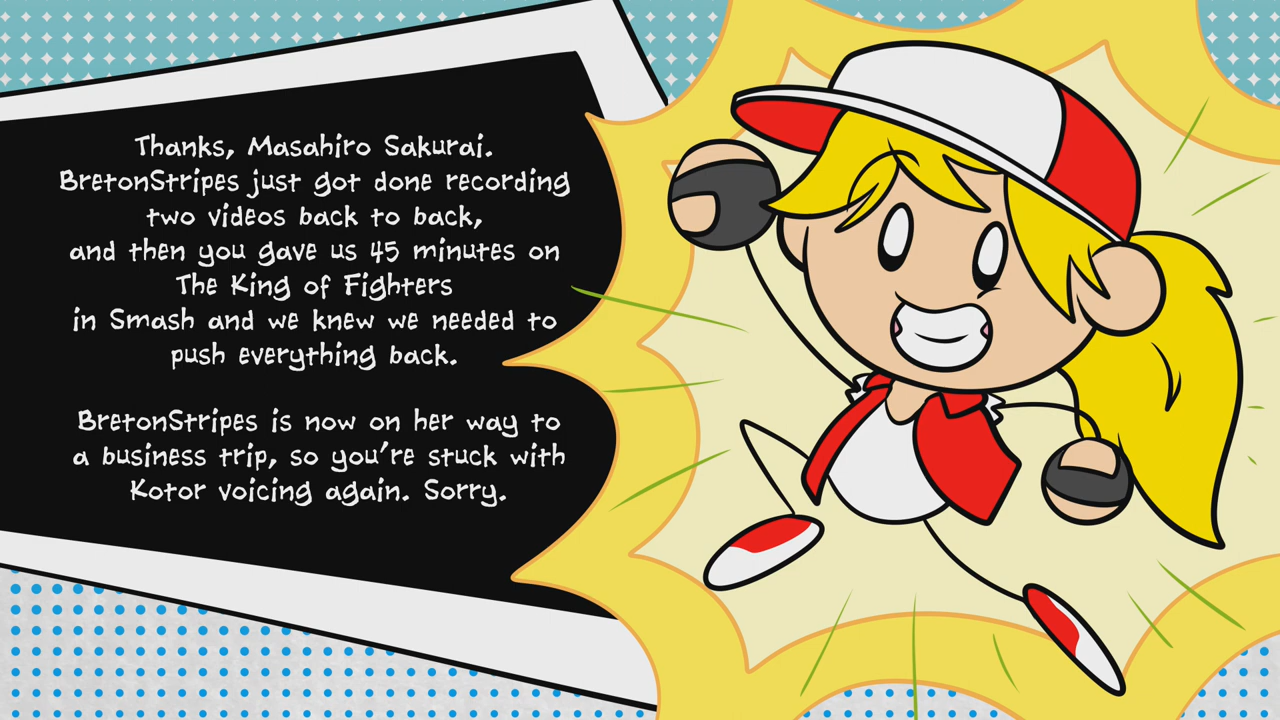 Thanks, Masahiro Sakurai.
BretonStripes just got done recording
two videos back to back,
and then you gave us 45 minutes on
The King of Fighters
in Smash and we knew we needed to
push everything back.
BretonStripes is now on her way to
a business trip, so you're stuck with
Kotor voicing again. Sorry.